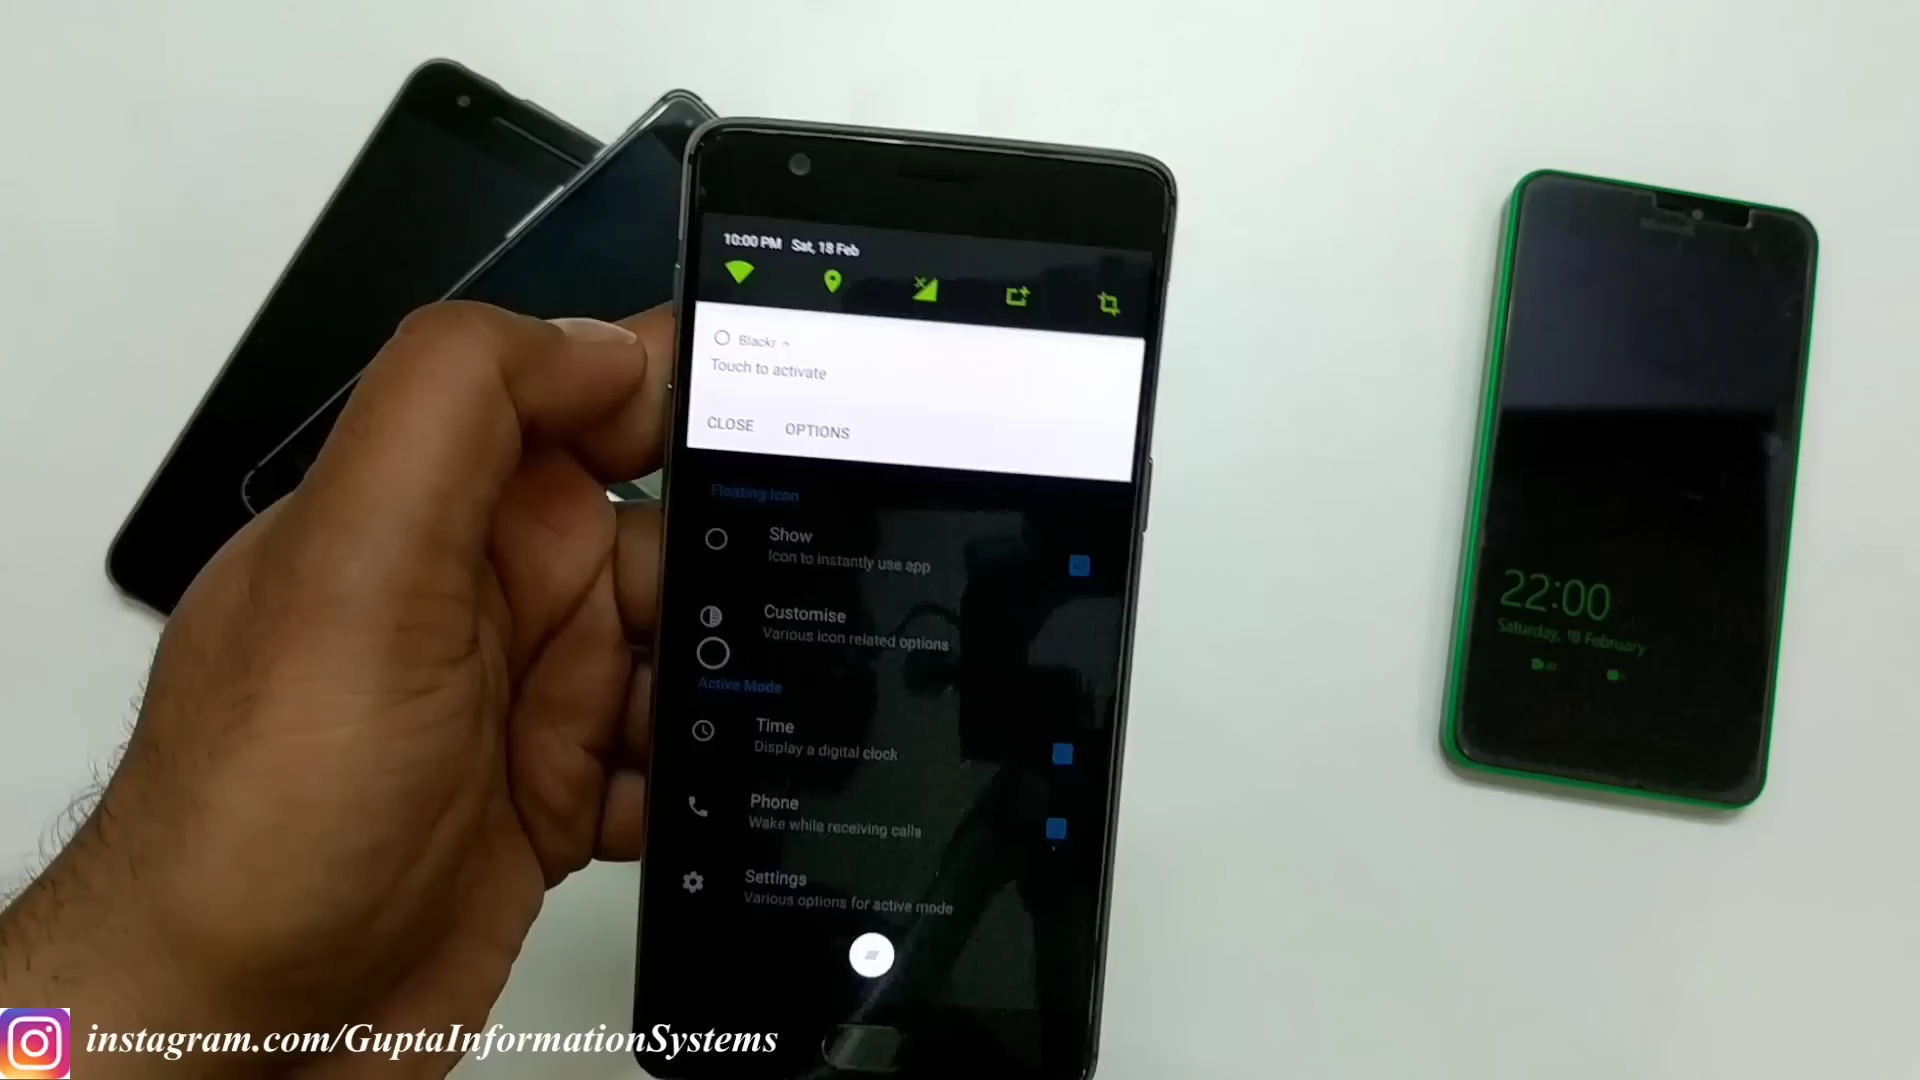 10:00 PM Sat, 18 Feb
Blackr
Touch to activate
CLOSE OPTIONS
Floating Icon
Show
Icon to instantly use app
Customise
Various icon related options
Active Mode
Time
Display a digital clock
Phone
Wake while receiving calls
Settings
Various options for active mode
Microsoft
22:00
Saturday, 18 February
instagram.com/GuptaInformationSystems